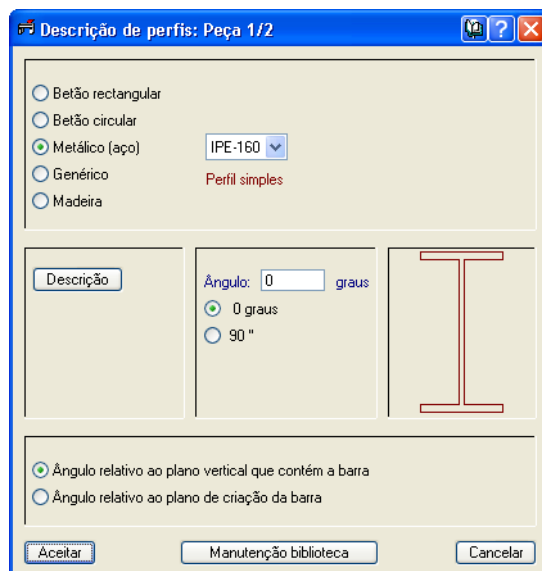 Descrição de perfis: Peça 1/2
Betão rectangular
Betão circular
Metálico (aço)
IPE-160
Genérico
Perfil simples
Madeira
Descrição
Ângulo: 0 graus
0 graus
90 "
Ângulo relativo ao plano vertical que contém a barra
Ângulo relativo ao plano de criação da barra
Aceitar
Manutenção biblioteca
Cancelar